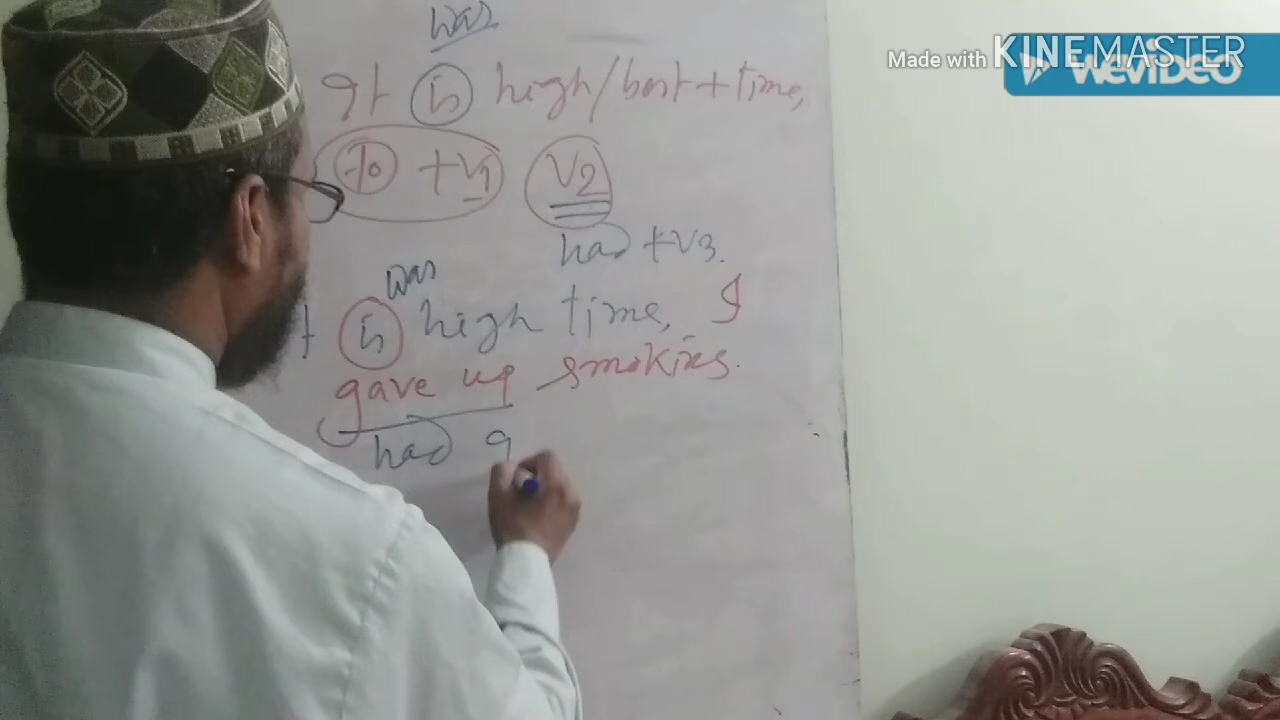 Made with KINEMASTER
WeVideo
was
It is high/best + time,
to + v1 v2
had + v3.
was
t is high time, I
gave up smoking.
had g